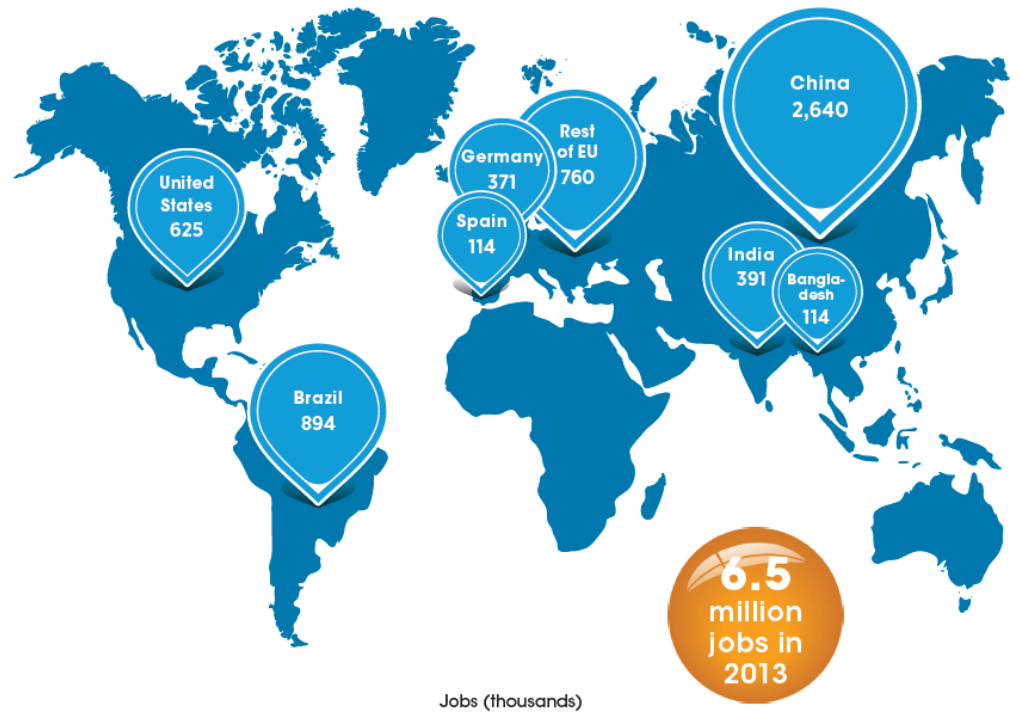 China
2,640
Rest
of EU
760
Germany
371
United
States
625
Spain
114
India
391
Bangla-
desh
114
Brazil
894
6.5
million
jobs in
2013
Jobs (thousands)